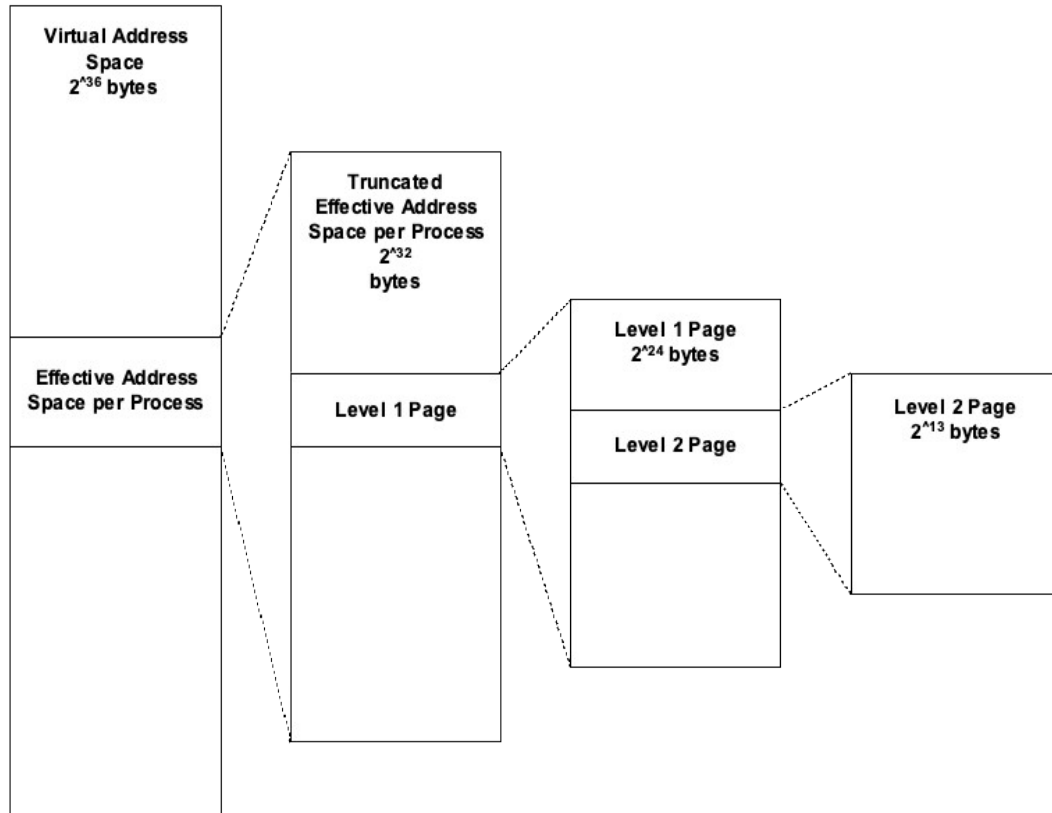 Virtual Address
Space
2^36 bytes
Effective Address
Space per Process
Truncated
Effective Address
Space per Process
2^32
bytes
Level 1 Page
Level 1 Page
2^24 bytes
Level 2 Page
Level 2 Page
2^13 bytes